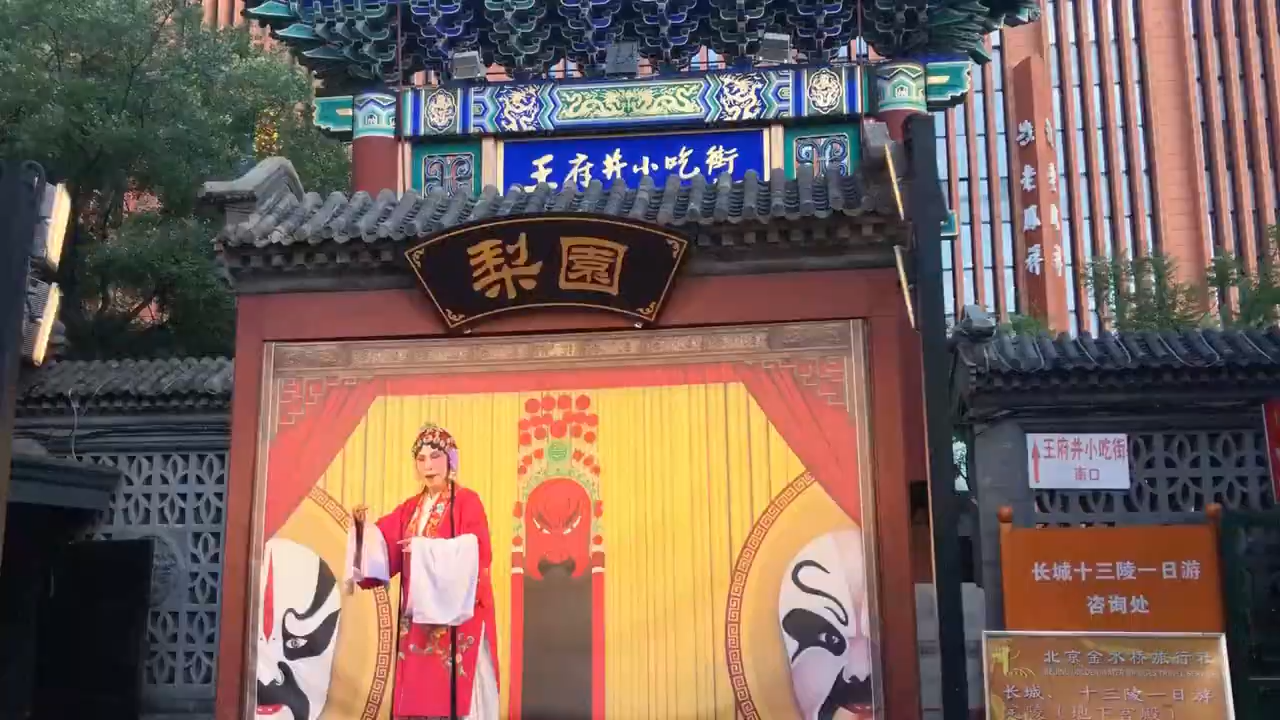 王府井小吃街
梨園
王府井小吃街
南口
长城十三陵一日游
咨询处
北京金水桥旅行社
长城、十三陵一日游